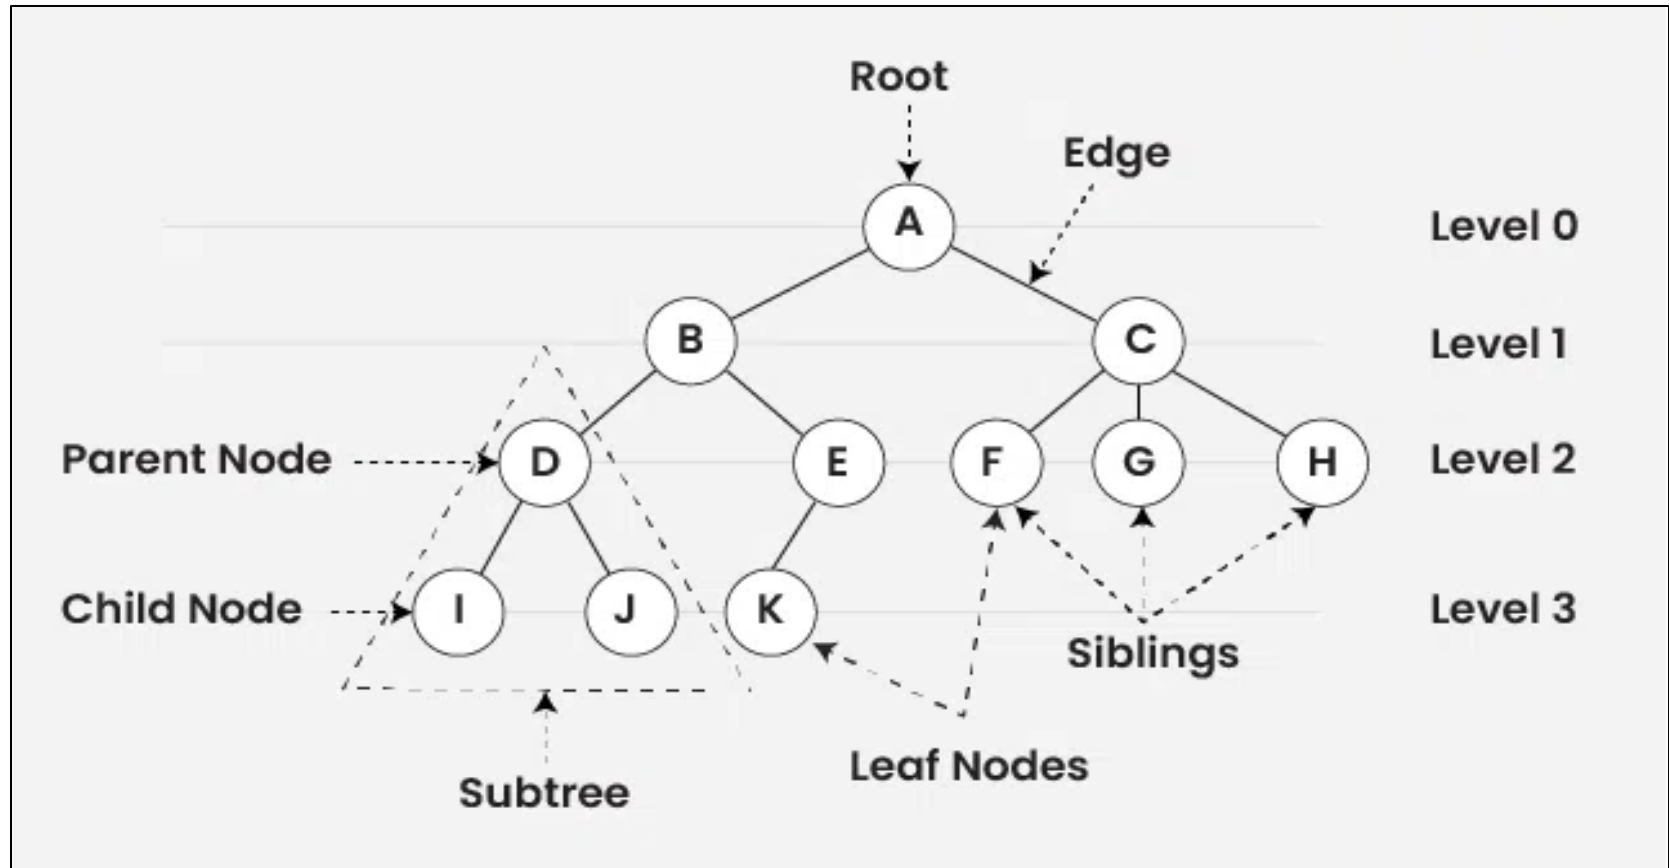 Root
Edge
A
Level 0
B
C
Level 1
Parent Node
D
E
F
G
H
Level 2
Child Node
I
J
K
Level 3
Siblings
Leaf Nodes
Subtree